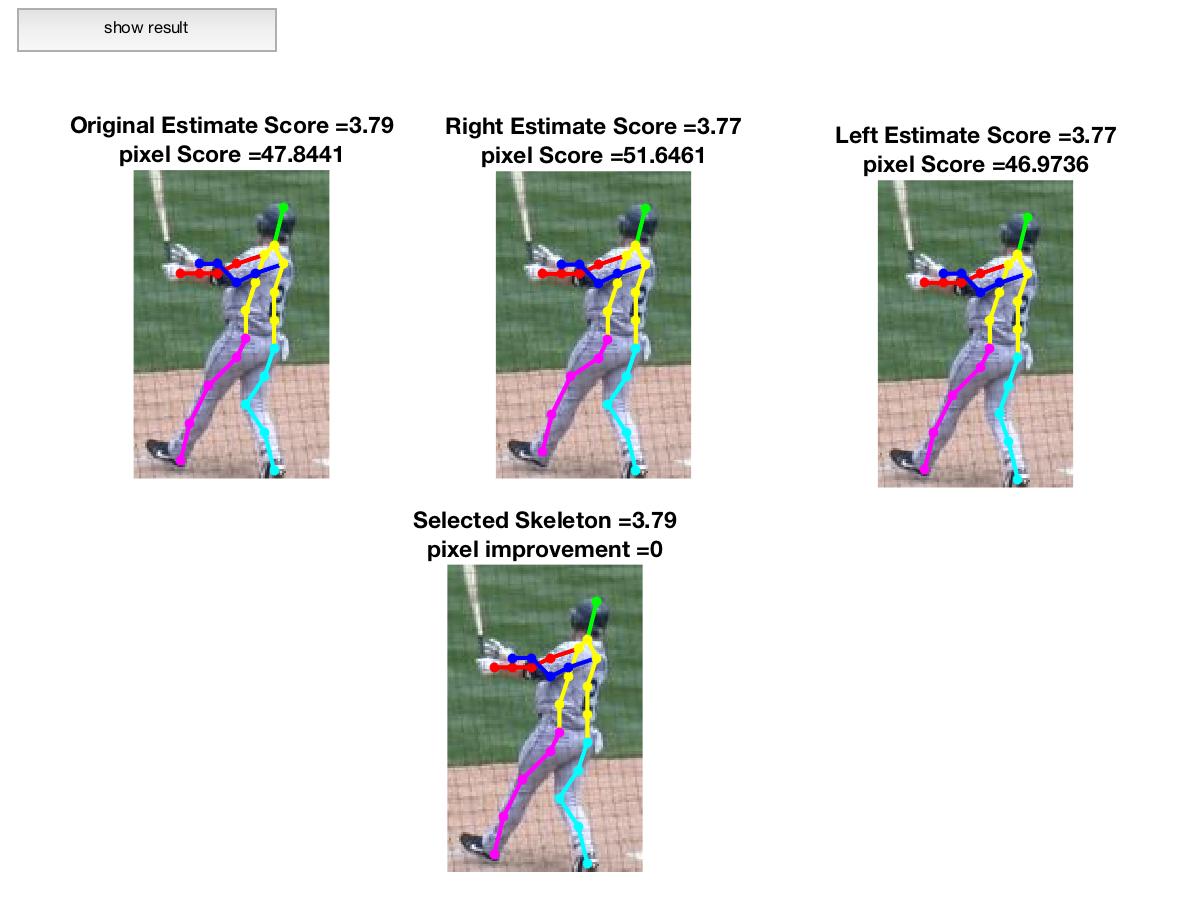 show result
Original Estimate Score =3.79
pixel Score =47.8441
Right Estimate Score =3.77
pixel Score =51.6461
Left Estimate Score =3.77
pixel Score =46.9736
Selected Skeleton =3.79
pixel improvement =0